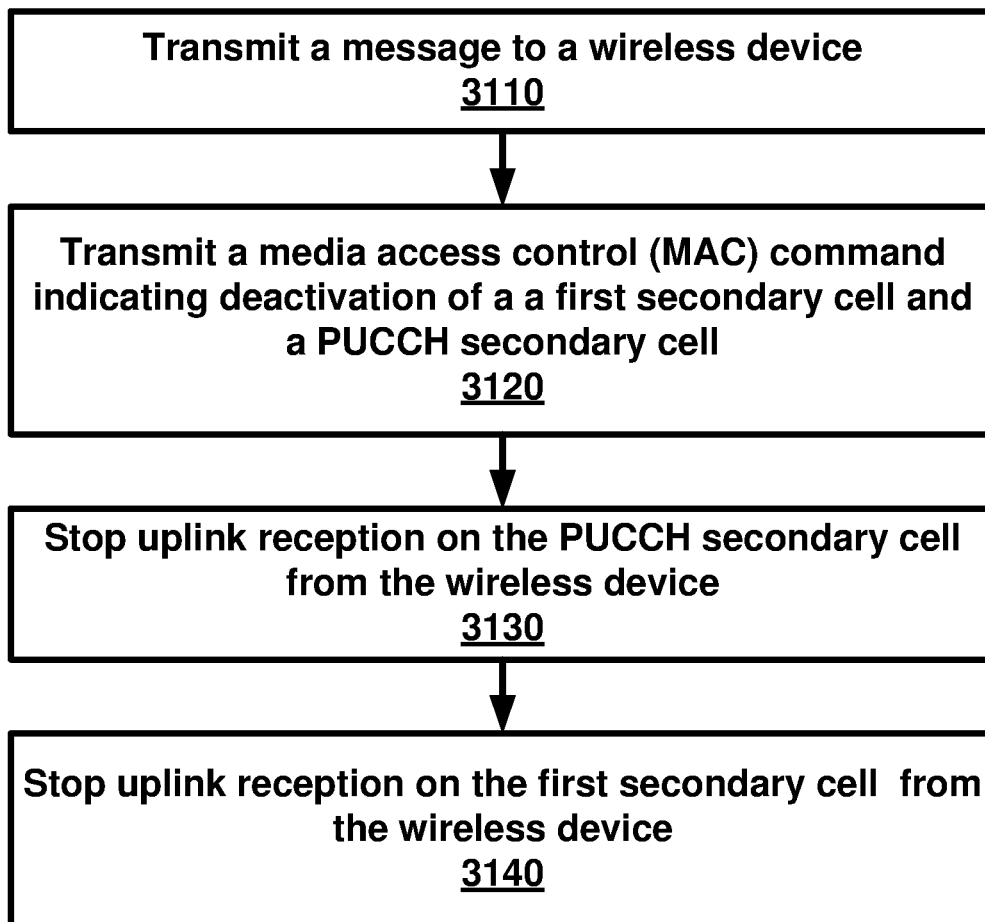 Transmit a message to a wireless device
3110
Transmit a media access control (MAC) command
indicating deactivation of a a first secondary cell and
a PUCCH secondary cell
3120
Stop uplink reception on the PUCCH secondary cell
from the wireless device
3130
Stop uplink reception on the first secondary cell  from
the wireless device
3140